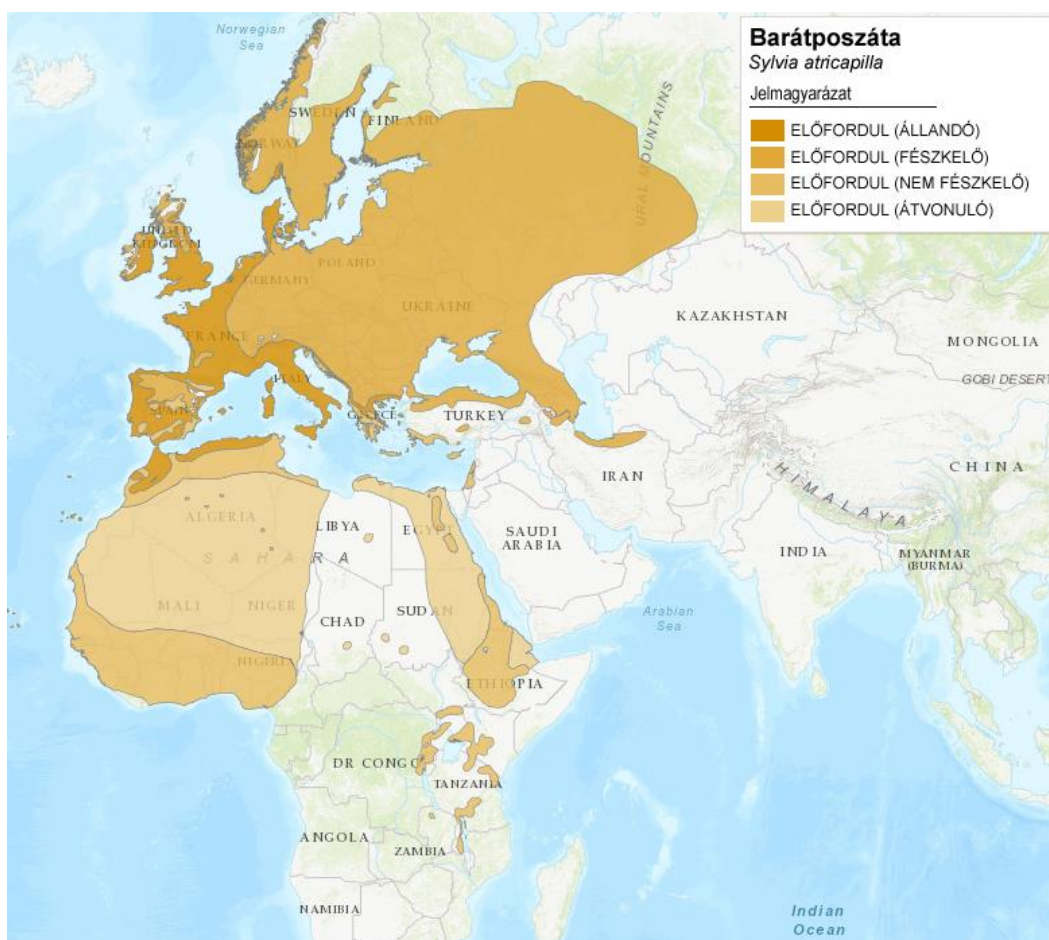 Norwegian
Sea
Barátposzáta
Sylvia atricapilla
Jelmagyarázat
ELŐFORDUL (ÁLLANDÓ)
ELŐFORDUL (FÉSZKELŐ)
ELŐFORDUL (NEM FÉSZKELŐ)
ELŐFORDUL (ÁTVONULÓ)
SWEDEN
FINLAND
NORWAY
URAL MOUNTAINS
UNITED
KINGDOM
POLAND
GERMANY
UKRAINE
FRANCE
KAZAKHSTAN
MONGOLIA
GOBI DESERT
ITALY
SPAIN
GREECE
TURKEY
CHINA
IRAN
HIMALAYA
ALGERIA
LIBYA
EGYPT
SAUDI
ARABIA
SAHARA
INDIA
MYANMAR
(BURMA)
MALI
NIGER
CHAD
SUDAN
Arabian
Sea
NIGERIA
ETHIOPIA
DR CONGO
TANZANIA
ANGOLA
ZAMBIA
NAMIBIA
Indian
Ocean